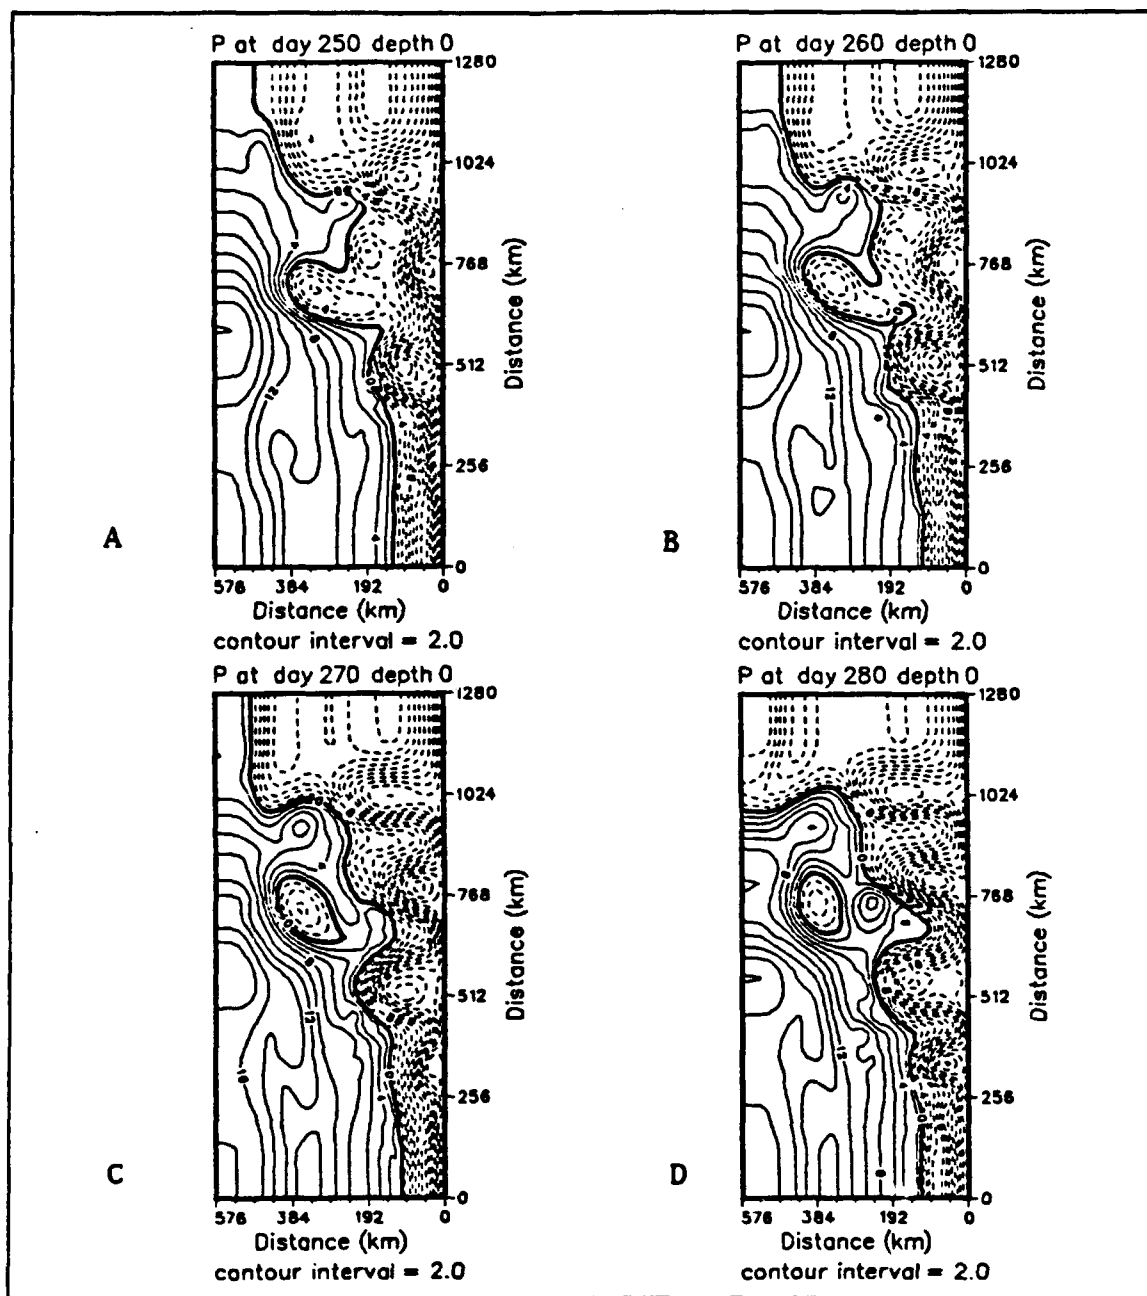 P at day 250 depth 0
1280
1024
768
512
256
0
Distance (km)
576 384 192 0
Distance (km)
contour interval = 2.0
A
P at day 260 depth 0
1280
1024
768
512
256
0
Distance (km)
576 384 192 0
Distance (km)
contour interval = 2.0
B
P at day 270 depth 0
1280
1024
768
512
256
0
Distance (km)
576 384 192 0
Distance (km)
contour interval = 2.0
C
P at day 280 depth 0
1280
1024
768
512
256
0
Distance (km)
576 384 192 0
Distance (km)
contour interval = 2.0
D